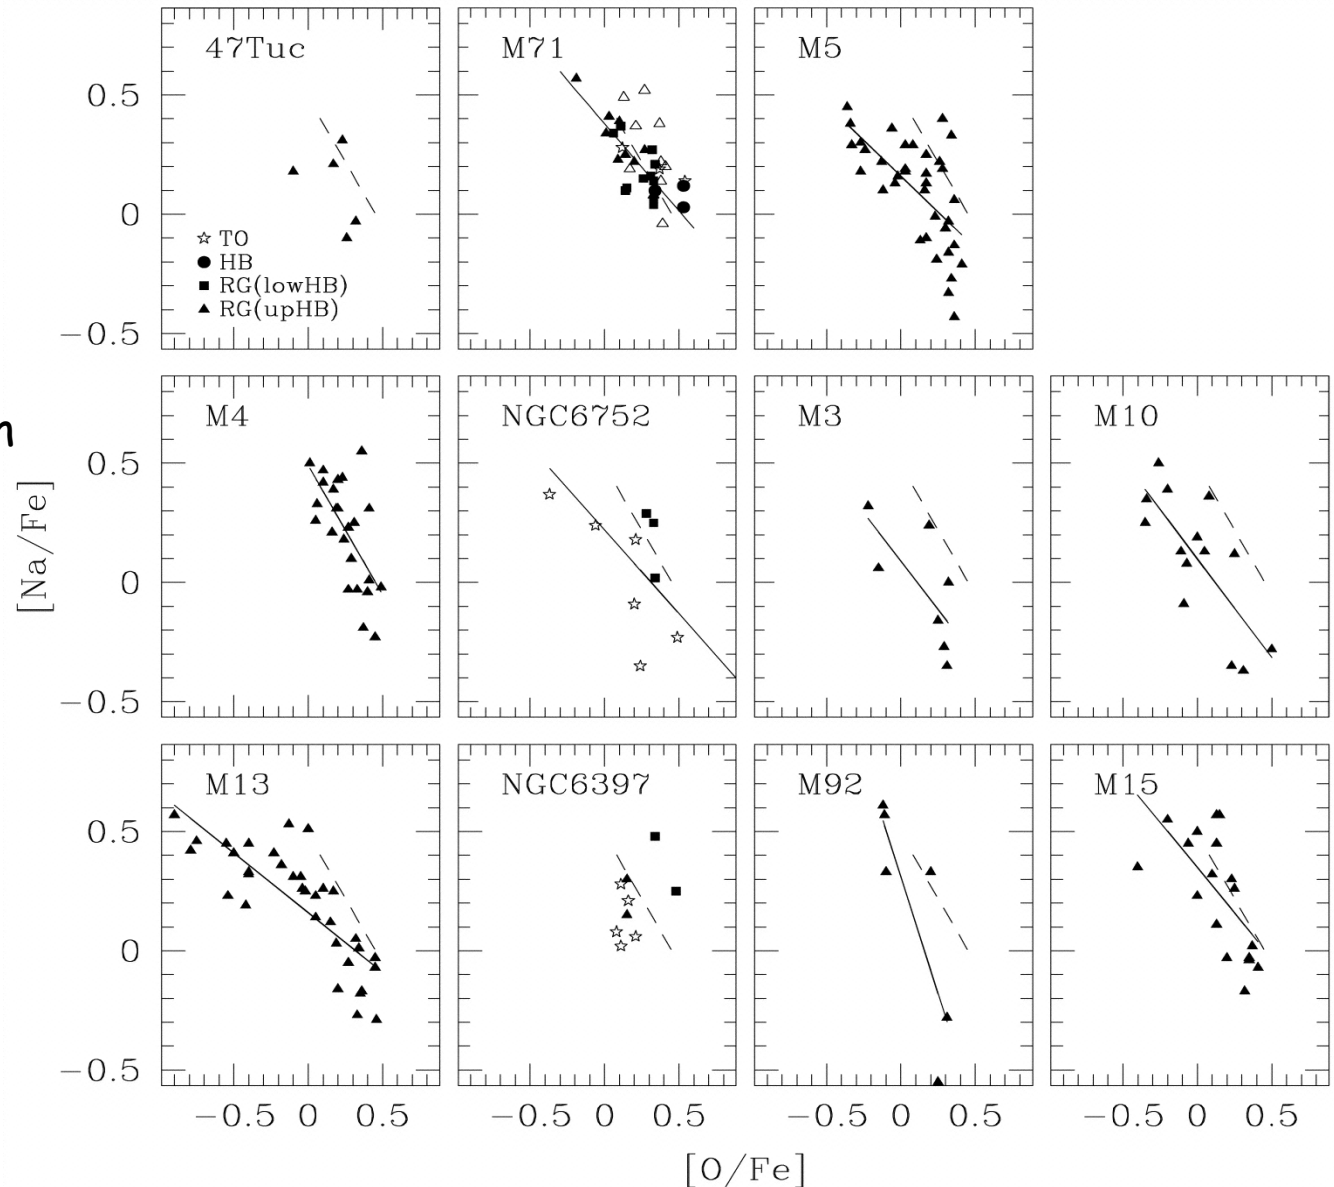 47Tuc M71 M5
0.5
0
−0.5
☆ TO
● HB
■ RG(lowHB)
▲ RG(upHB)
M4 NGC6752 M3 M10
0.5
0
−0.5
[Na/Fe]
M13 NGC6397 M92 M15
0.5
0
−0.5
−0.5 0 0.5 −0.5 0 0.5 −0.5 0 0.5 −0.5 0 0.5
[O/Fe]